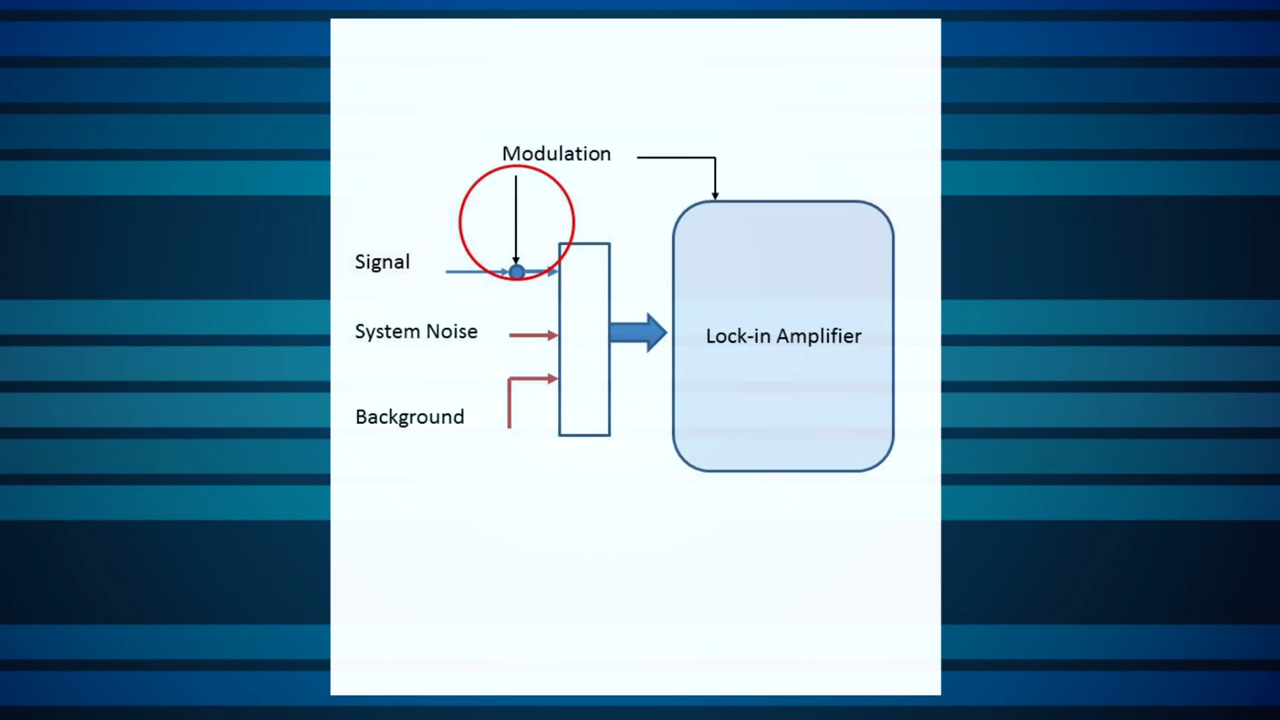 Modulation
Signal
System Noise
Lock-in Amplifier
Background